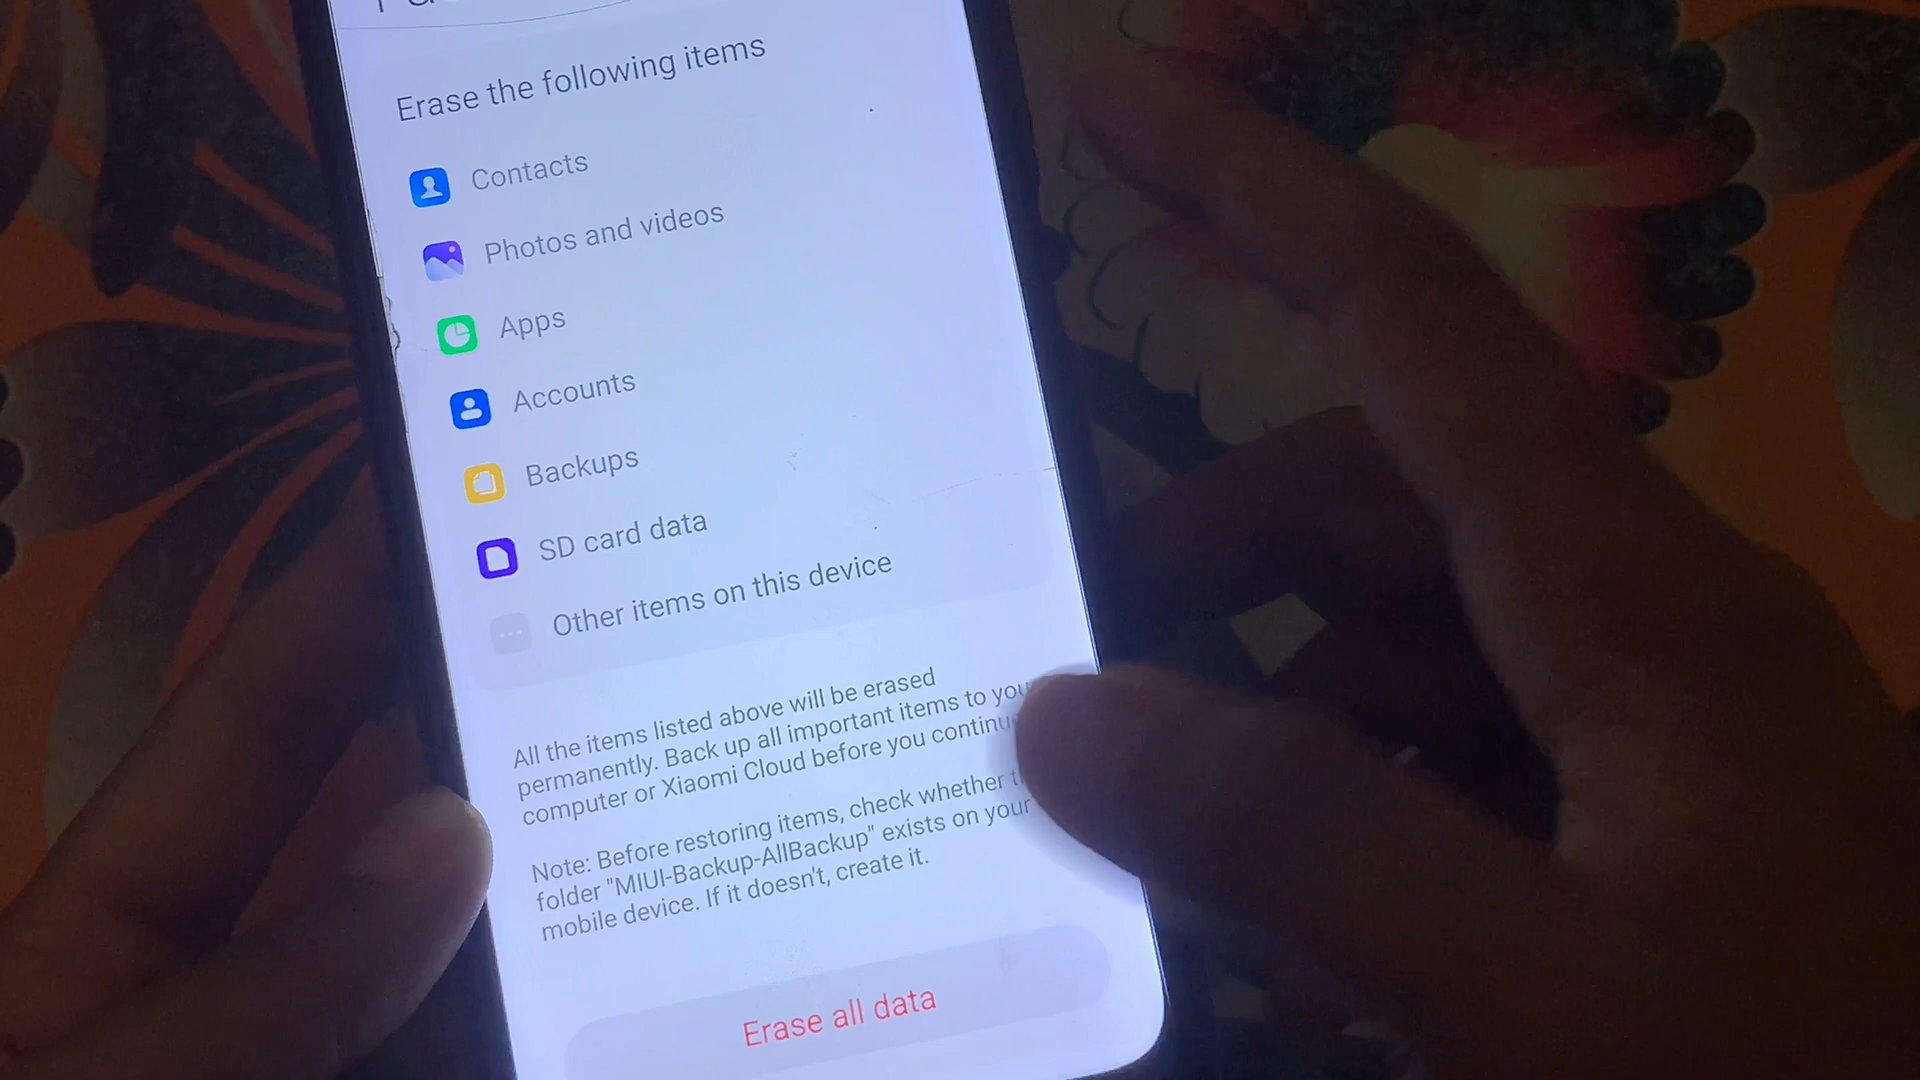 Erase the following items
Contacts
Photos and videos
Apps
Accounts
Backups
SD card data
Other items on this device
All the items listed above will be erased
permanently. Back up all important items to
computer or Xiaomi Cloud before you
Note: Before restoring items, check whether
folder "MIUI-Backup-AllBackup" exists on your
mobile device. If it doesn't, create it.
Erase all data